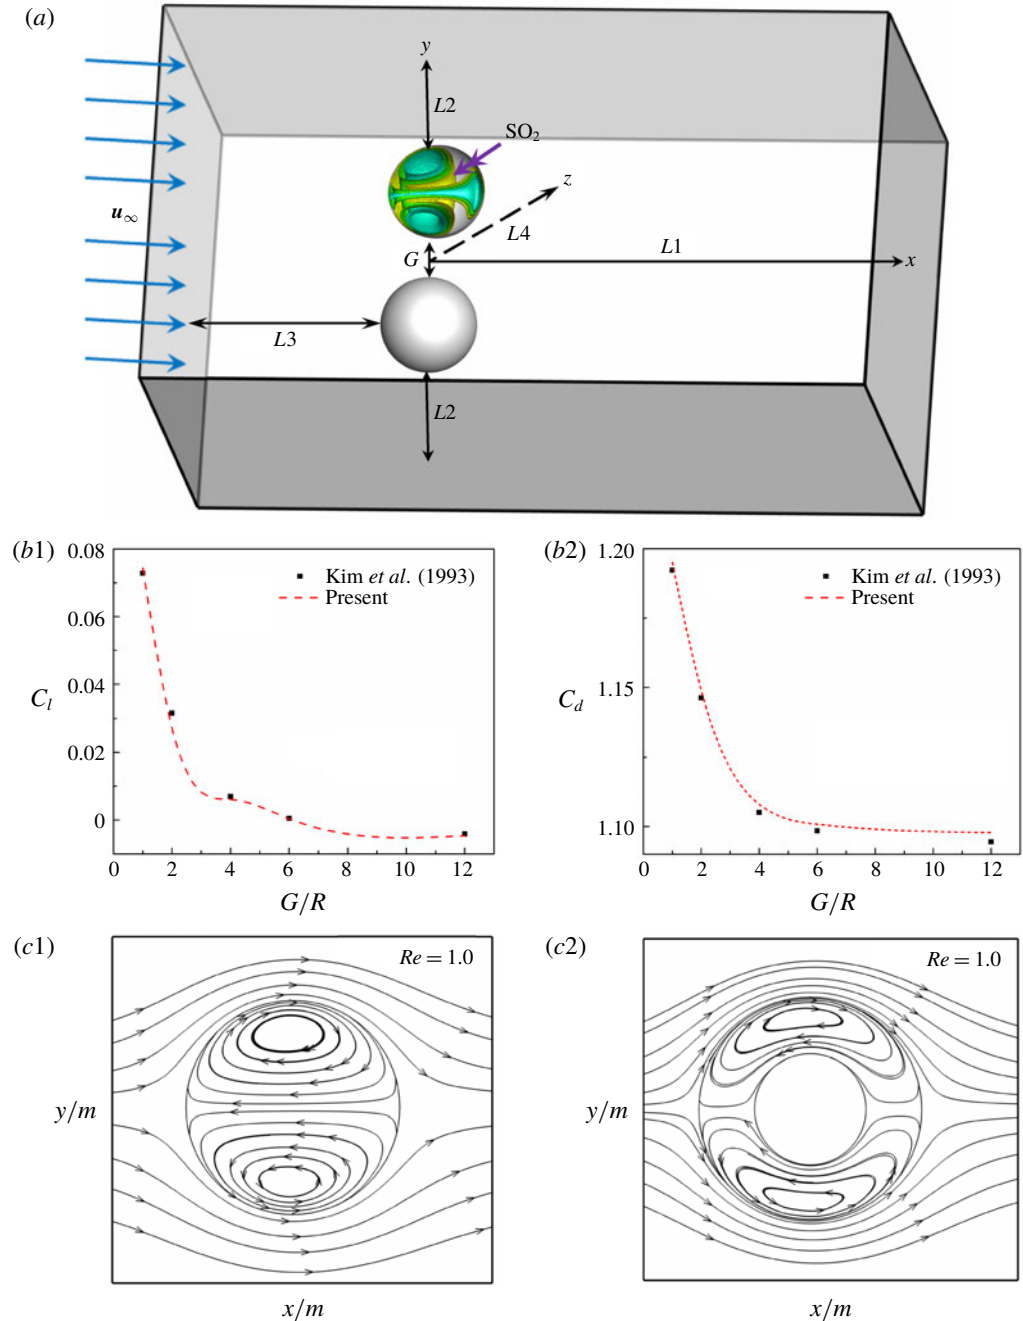 (a)
y
L2
SO₂
z
u∞
L4
L1
G
x
L3
L2
(b1)
0.08
0.06
0.04
0.02
0
Cl
Kim et al. (1993)
Present
0 2 4 6 8 10 12
G/R
(b2)
1.20
1.15
1.10
Cd
Kim et al. (1993)
Present
0 2 4 6 8 10 12
G/R
(c1)
Re = 1.0
y/m
x/m
(c2)
Re = 1.0
y/m
x/m